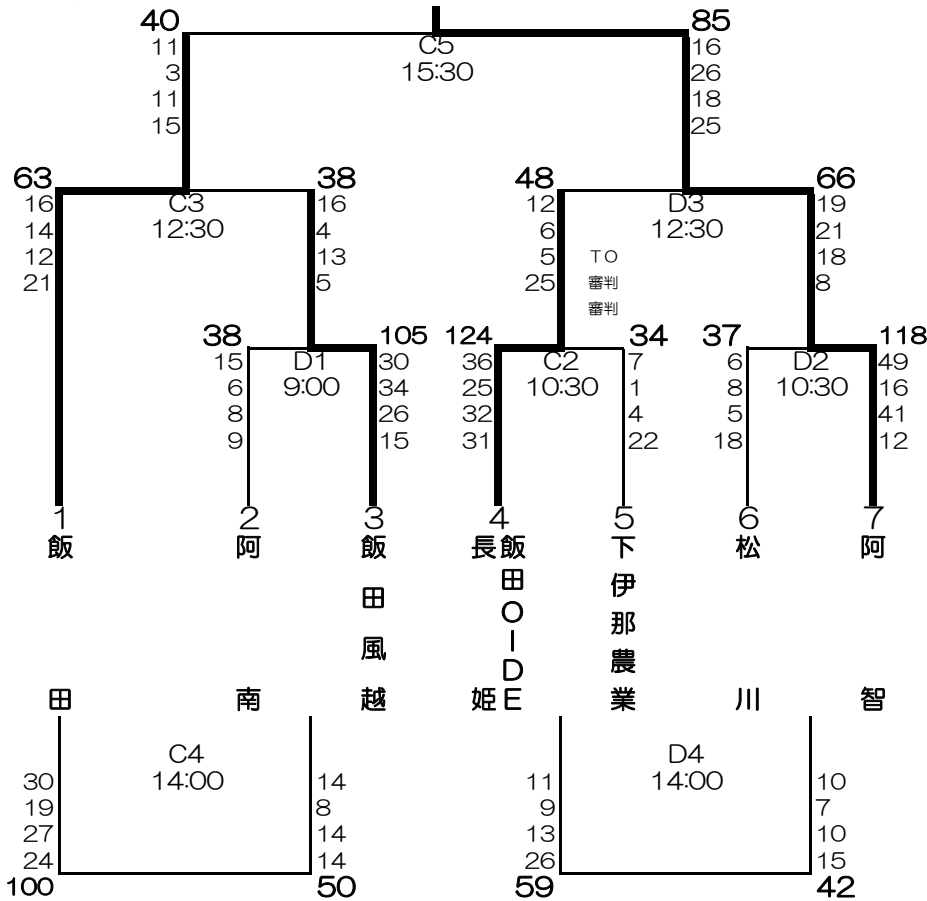 40 85
11 C5 16
3 15:30 26
11 18
15 25
63 38 48 66
16 C3 16 12 D3 19
14 12:30 4 6 12:30 21
12 13 5 TO 18
21 5 25 審判 8
審判
38 105 124 34 37 118
15 D1 30 36 C2 7 6 D2 49
6 9:00 34 25 10:30 1 8 10:30 16
8 26 32 4 5 41
9 15 31 22 18 12
1 2 3 4 5 6 7
飯田
阿南
飯田風越
長姫
飯田OIDE
下伊那農業
松川
阿智
C4 D4
30 14:00 14 11 14:00 10
19 8 9 7
27 14 13 10
24 14 26 15
100 50 59 42